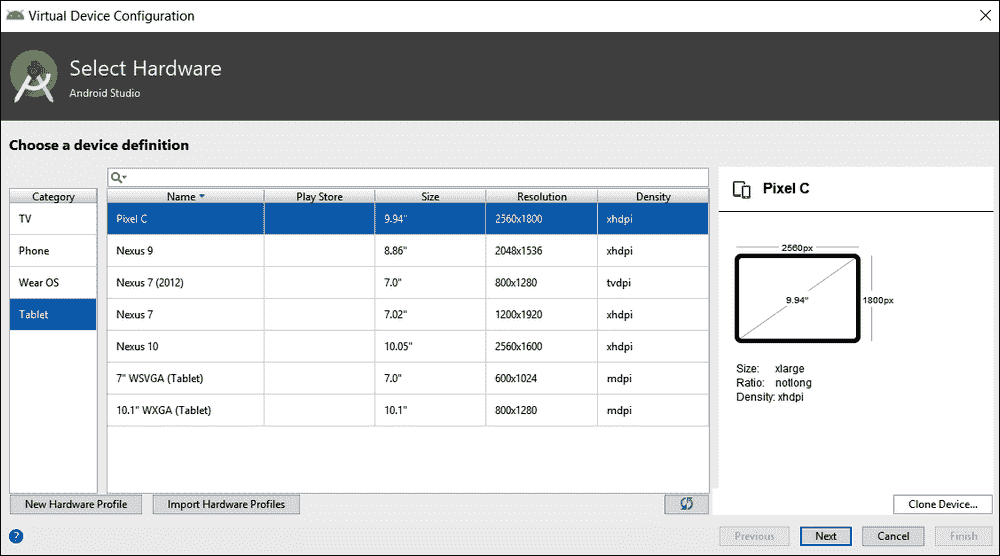 Virtual Device Configuration
Select Hardware
Android Studio
Choose a device definition
Category
TV
Phone
Wear OS
Tablet
Name Play Store Size Resolution Density
Pixel C 9.94" 2560x1800 xhdpi
Nexus 9 8.86" 2048x1536 xhdpi
Nexus 7 (2012) 7.0" 800x1280 tvdpi
Nexus 7 7.02" 1200x1920 xhdpi
Nexus 10 10.05" 2560x1600 xhdpi
7" WSVGA (Tablet) 7.0" 600x1024 mdpi
10.1" WXGA (Tablet) 10.1" 800x1280 mdpi
Pixel C
2560px
9.94"
1800px
Size: xlarge
Ratio: notlong
Density: xhdpi
New Hardware Profile Import Hardware Profiles
Clone Device...
? Previous Next Cancel Finish